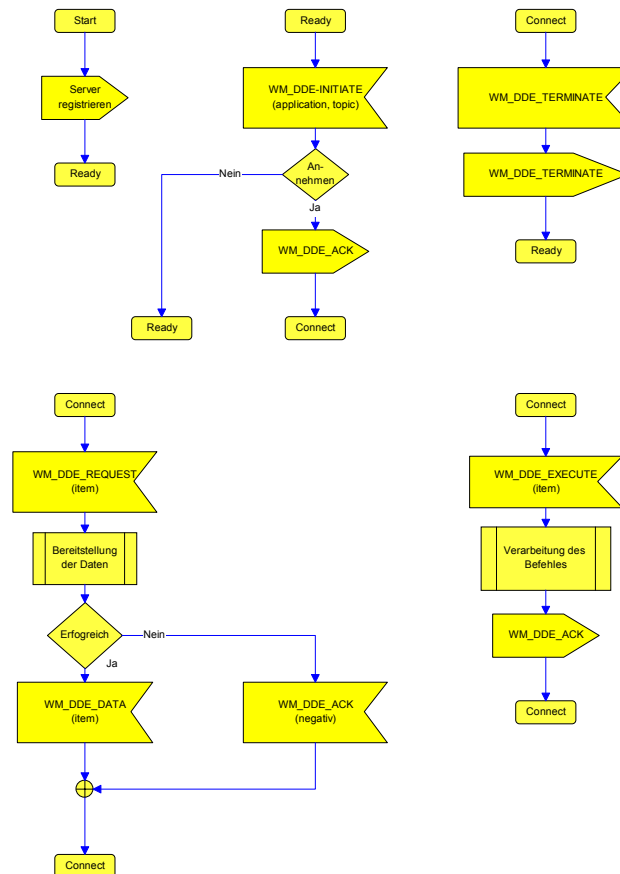 Start
Server
registrieren
Ready
Ready
WM_DDE-INITIATE
(application, topic)
An-
nehmen
Nein
Ja
WM_DDE_ACK
Ready
Connect
Connect
WM_DDE_TERMINATE
WM_DDE_TERMINATE
Ready
Connect
WM_DDE_REQUEST
(item)
Bereitstellung
der Daten
Erfogreich
Nein
Ja
WM_DDE_DATA
(item)
WM_DDE_ACK
(negativ)
Connect
Connect
WM_DDE_EXECUTE
(item)
Verarbeitung des
Befehles
WM_DDE_ACK
Connect